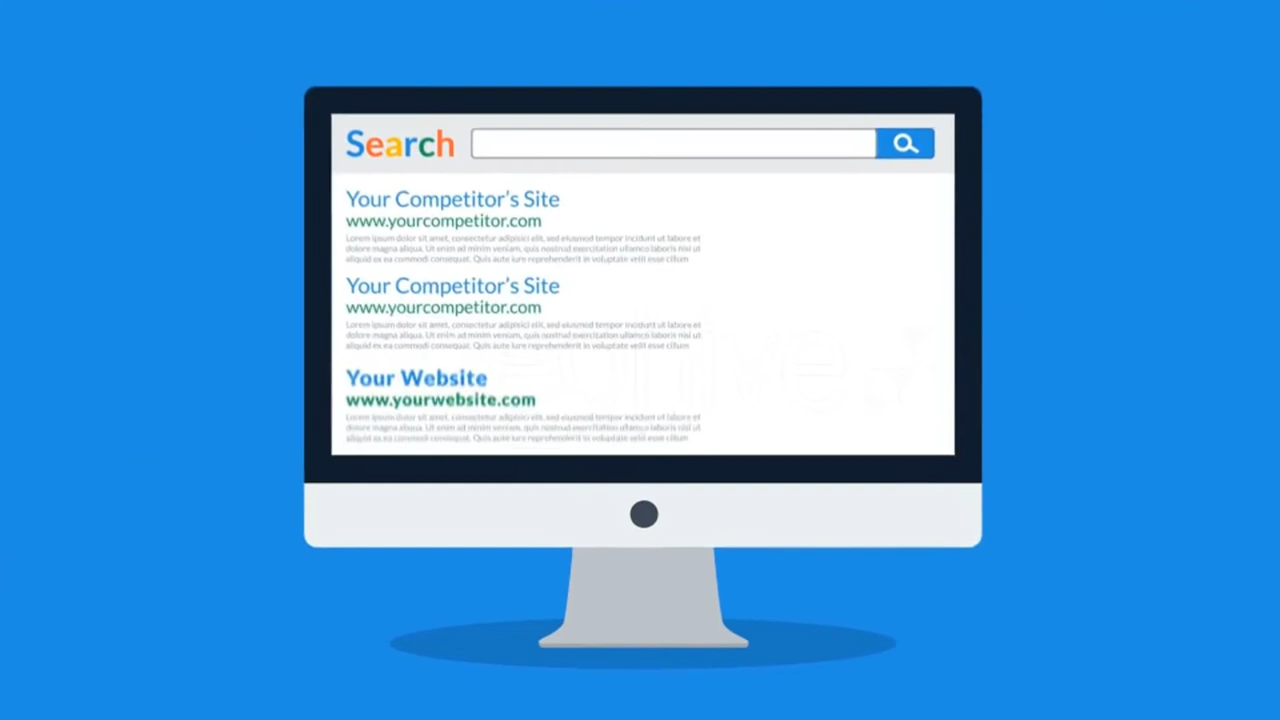 Search
Your Competitor's Site
www.yourcompetitor.com
Lorem ipsum dolor sit amet, consectetur adipisici elit, sed eiusmod tempor incidunt ut labore et
dolore magna aliqua. Ut enim ad minim veniam, quis nostrud exercitation ullamco laboris nisi ut
aliquid ex ea commodi consequat. Quis aute iure reprehenderit in voluptate velit esse cillum
Your Competitor's Site
www.yourcompetitor.com
Lorem ipsum dolor sit amet, consectetur adipisici elit, sed eiusmod tempor incidunt ut labore et
dolore magna aliqua. Ut enim ad minim veniam, quis nostrud exercitation ullamco laboris nisi ut
aliquid ex ea commodi consequat. Quis aute iure reprehenderit in voluptate velit esse cillum
Your Website
www.yourwebsite.com
Lorem ipsum dolor sit amet, consectetur adipisici elit, sed eiusmod tempor incidunt ut labore et
dolore magna aliqua. Ut enim ad minim veniam, quis nostrud exercitation ullamco laboris nisi ut
aliquid ex ea commodi consequat. Quis aute iure reprehenderit in voluptate velit esse cillum